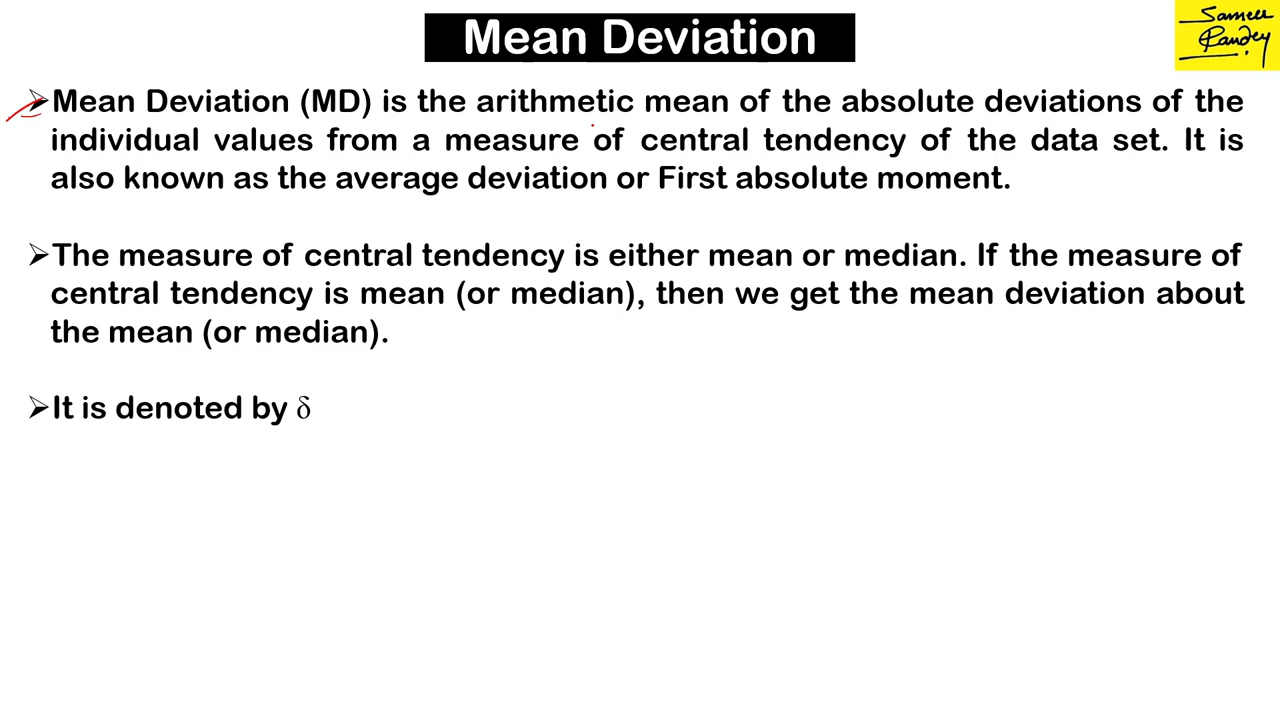 Mean Deviation
Sameer
Pandey
➢Mean Deviation (MD) is the arithmetic mean of the absolute deviations of the
individual values from a measure of central tendency of the data set. It is
also known as the average deviation or First absolute moment.
➢The measure of central tendency is either mean or median. If the measure of
central tendency is mean (or median), then we get the mean deviation about
the mean (or median).
➢It is denoted by δ